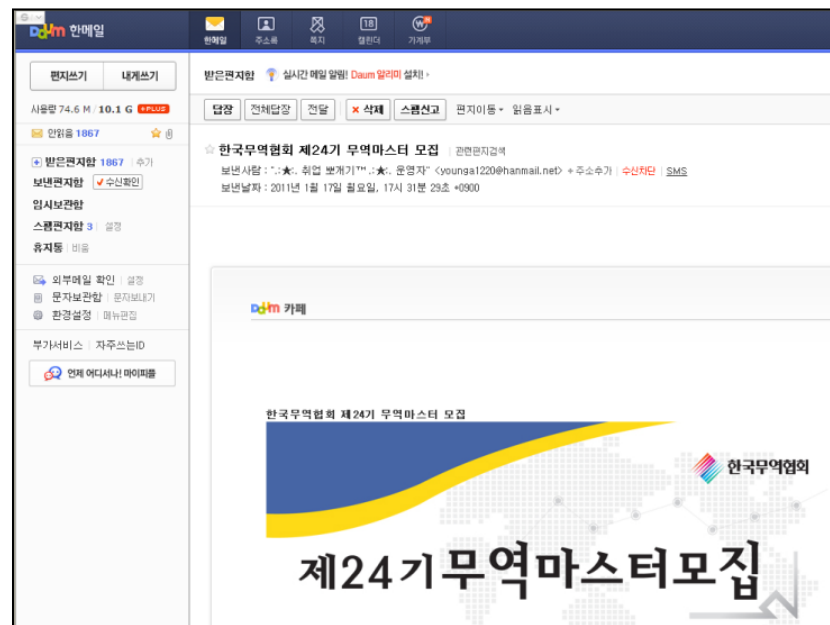 Daum 한메일
한메일 주소록 쪽지 캘린더 가계부
편지쓰기 내게쓰기
사용량 74.6 M / 10.1 G +PLUS
안읽음 1867
받은편지함 1867 추가
보낸편지함 수신확인
임시보관함
스팸편지함 3 설정
휴지통 비움
외부메일 확인 설정
문자보관함 문자보내기
환경설정 메뉴편집
부가서비스 자주쓰는ID
언제 어디서나! 마이피플
받은편지함 실시간 메일 알림! Daum 알리미 설치! ›
답장 전체답장 전달 × 삭제 스팸신고 편지이동 읽음표시
☆ 한국무역협회 제24기 무역마스터 모집 관련편지검색
보낸사람 : ".:★:. 취업 뽀개기™ .:★:. 운영자" <younga1220@hanmail.net> +주소추가 수신차단 SMS
보낸날짜 : 2011년 1월 17일 월요일, 17시 31분 29초 +0900
Daum 카페
한국무역협회 제24기 무역마스터 모집
한국무역협회
제24기 무역마스터모집